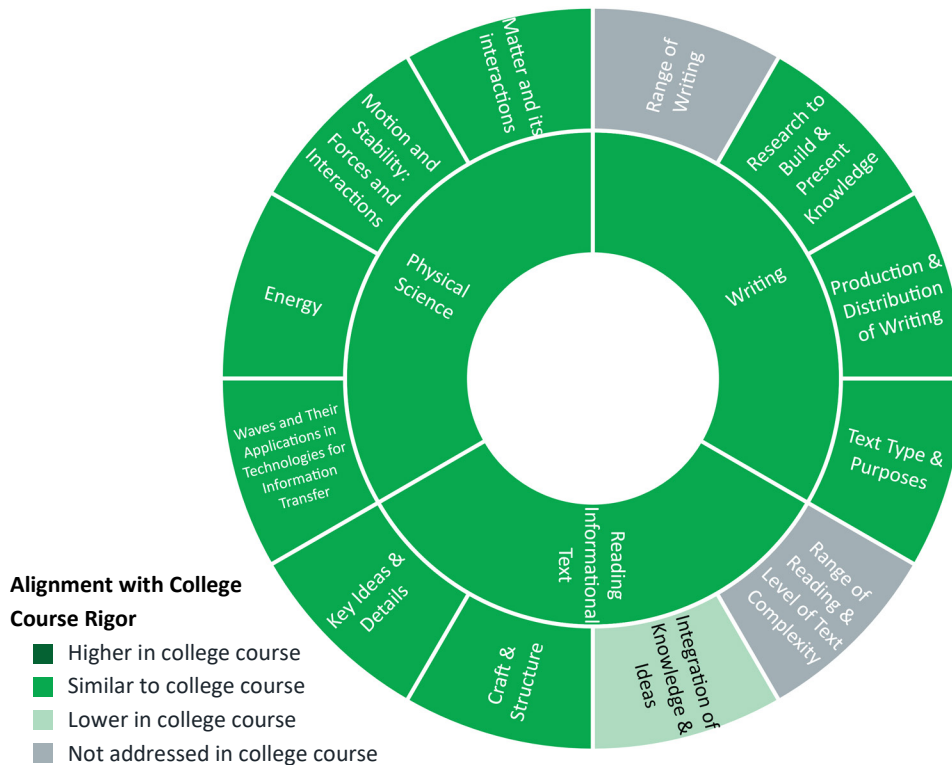 Matter and its
interactions
Range of
Writing
Motion and
Stability:
Forces and
Interactions
Research to
Build &
Present
Knowledge
Physical
Science
Writing
Energy
Production &
Distribution
of Writing
Waves and Their
Applications in
Technologies for
Information
Transfer
Text Type &
Purposes
Reading
Informational
Text
Key Ideas &
Details
Craft &
Structure
Integration of
Knowledge &
Ideas
Range of
Reading &
Level of Text
Complexity
Alignment with College
Course Rigor
Higher in college course
Similar to college course
Lower in college course
Not addressed in college course